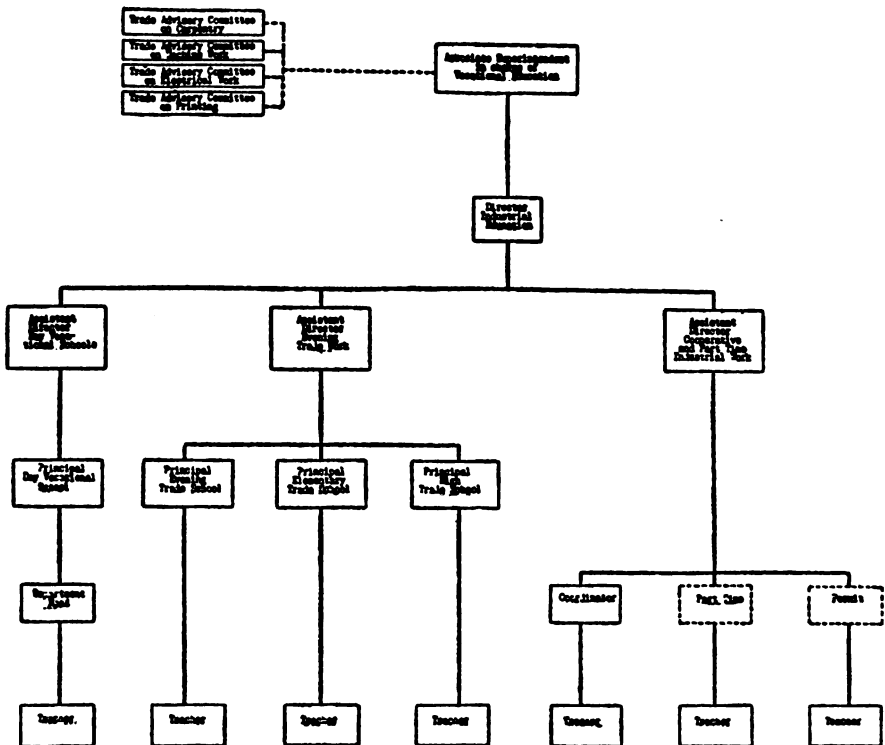 Trade Advisory Committee
on Carpentry
Trade Advisory Committee
on Machine Work
Trade Advisory Committee
on Electrical Work
Trade Advisory Committee
on Printing
Associate Superintendent
in charge of
Vocational Education
Director
Industrial
Education
Assistant
Director
Day Voca-
tional Schools
Assistant
Director
Evening
Trade Work
Assistant
Director
Cooperative
and Part Time
Industrial Work
Principal
Day Vocational
School
Principal
Evening
Trade School
Principal
Elementary
Trade School
Principal
High
Trade School
Department
Head
Coordinator
Part Time
Permit
Teacher
Teacher
Teacher
Teacher
Teacher
Teacher
Teacher